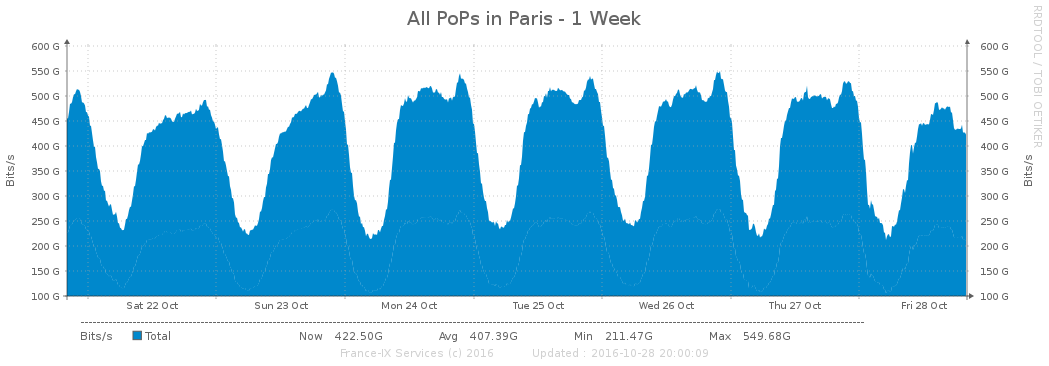 All PoPs in Paris - 1 Week
RRDTOOL / TOBI OETIKER
600 G 600 G
550 G 550 G
500 G 500 G
450 G 450 G
400 G 400 G
350 G 350 G
300 G 300 G
250 G 250 G
200 G 200 G
150 G 150 G
100 G 100 G
Bits/s
Bits/s
Sat 22 Oct Sun 23 Oct Mon 24 Oct Tue 25 Oct Wed 26 Oct Thu 27 Oct Fri 28 Oct
Bits/s Total Now 422.50G Avg 407.39G Min 211.47G Max 549.68G
France-IX Services (c) 2016 Updated : 2016-10-28 20:00:09